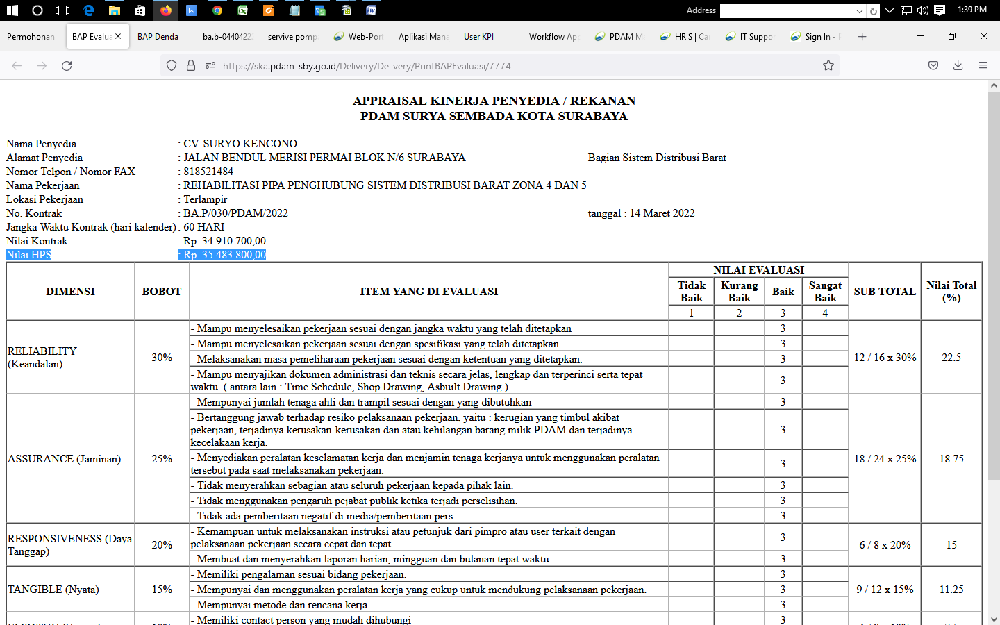 Address
1:39 PM
Permohonan
BAP Evalua
BAP Denda
ba.b-0440422
servive pomp
Web-Port
Aplikasi Mana
User KPI
Workflow App
PDAM M
HRIS | Ca
IT Suppor
Sign In -
https://ska.pdam-sby.go.id/Delivery/Delivery/PrintBAPEvaluasi/7774
APPRAISAL KINERJA PENYEDIA / REKANAN
PDAM SURYA SEMBADA KOTA SURABAYA
Nama Penyedia : CV. SURYO KENCONO
Alamat Penyedia : JALAN BENDUL MERISI PERMAI BLOK N/6 SURABAYA Bagian Sistem Distribusi Barat
Nomor Telpon / Nomor FAX : 818521484
Nama Pekerjaan : REHABILITASI PIPA PENGHUBUNG SISTEM DISTRIBUSI BARAT ZONA 4 DAN 5
Lokasi Pekerjaan : Terlampir
No. Kontrak : BA.P/030/PDAM/2022 tanggal : 14 Maret 2022
Jangka Waktu Kontrak (hari kalender) : 60 HARI
Nilai Kontrak : Rp. 34.910.700,00
Nilai HPS : Rp. 35.483.800,00
DIMENSI BOBOT ITEM YANG DI EVALUASI NILAI EVALUASI SUB TOTAL Nilai Total (%)
Tidak Baik Kurang Baik Baik Sangat Baik
1 2 3 4
RELIABILITY (Keandalan) 30%
- Mampu menyelesaikan pekerjaan sesuai dengan jangka waktu yang telah ditetapkan 3
- Mampu menyelesaikan pekerjaan sesuai dengan spesifikasi yang telah ditetapkan 3
- Melaksanakan masa pemeliharaan pekerjaan sesuai dengan ketentuan yang ditetapkan. 3
- Mampu menyajikan dokumen administrasi dan teknis secara jelas, lengkap dan terperinci serta tepat
waktu. ( antara lain : Time Schedule, Shop Drawing, Asbuilt Drawing ) 3
12 / 16 x 30% 22.5
ASSURANCE (Jaminan) 25%
- Mempunyai jumlah tenaga ahli dan trampil sesuai dengan yang dibutuhkan 3
- Bertanggung jawab terhadap resiko pelaksanaan pekerjaan, yaitu : kerugian yang timbul akibat
pekerjaan, terjadinya kerusakan-kerusakan dan atau kehilangan barang milik PDAM dan terjadinya
kecelakaan kerja. 3
- Menyediakan peralatan keselamatan kerja dan menjamin tenaga kerjanya untuk menggunakan peralatan
tersebut pada saat melaksanakan pekerjaan. 3
- Tidak menyerahkan sebagian atau seluruh pekerjaan kepada pihak lain. 3
- Tidak menggunakan pengaruh pejabat publik ketika terjadi perselisihan. 3
- Tidak ada pemberitaan negatif di media/pemberitaan pers. 3
18 / 24 x 25% 18.75
RESPONSIVENESS (Daya Tanggap) 20%
- Kemampuan untuk melaksanakan instruksi atau petunjuk dari pimpro atau user terkait dengan
pelaksanaan pekerjaan secara cepat dan tepat. 3
- Membuat dan menyerahkan laporan harian, mingguan dan bulanan tepat waktu. 3
6 / 8 x 20% 15
TANGIBLE (Nyata) 15%
- Memiliki pengalaman sesuai bidang pekerjaan. 3
- Mempunyai dan menggunakan peralatan kerja yang cukup untuk mendukung pelaksanaan pekerjaan. 3
- Mempunyai metode dan rencana kerja. 3
9 / 12 x 15% 11.25
- Memiliki contact person yang mudah dihubungi 3